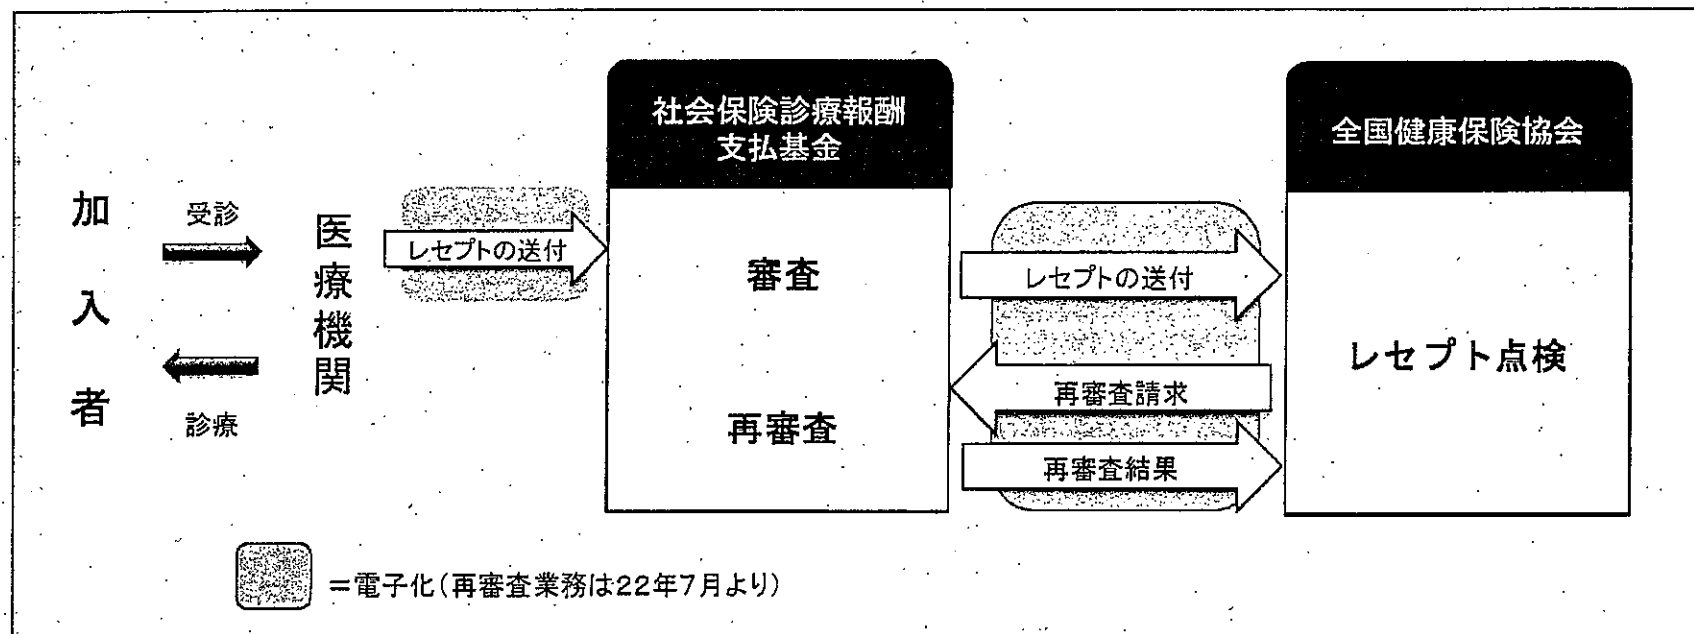 加入者
受診
診療
医療機関
レセプトの送付
社会保険診療報酬
支払基金
審査
再審査
レセプトの送付
再審査請求
再審査結果
全国健康保険協会
レセプト点検
=電子化(再審査業務は22年7月より)